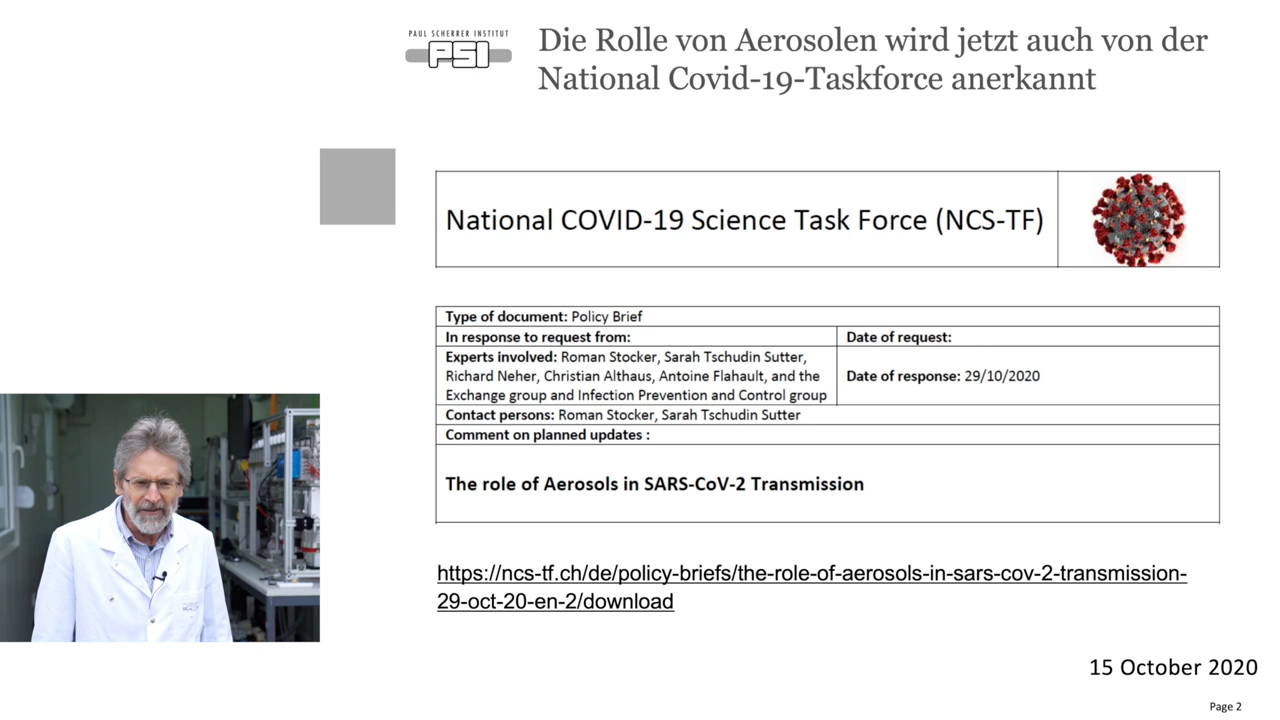 PAUL SCHERRER INSTITUT
PSI
Die Rolle von Aerosolen wird jetzt auch von der
National Covid-19-Taskforce anerkannt
National COVID-19 Science Task Force (NCS-TF)
Type of document: Policy Brief
In response to request from:
Date of request:
Experts involved: Roman Stocker, Sarah Tschudin Sutter,
Richard Neher, Christian Althaus, Antoine Flahault, and the
Exchange group and Infection Prevention and Control group
Date of response: 29/10/2020
Contact persons: Roman Stocker, Sarah Tschudin Sutter
Comment on planned updates :
The role of Aerosols in SARS-CoV-2 Transmission
https://ncs-tf.ch/de/policy-briefs/the-role-of-aerosols-in-sars-cov-2-transmission-
29-oct-20-en-2/download
15 October 2020
Page 2